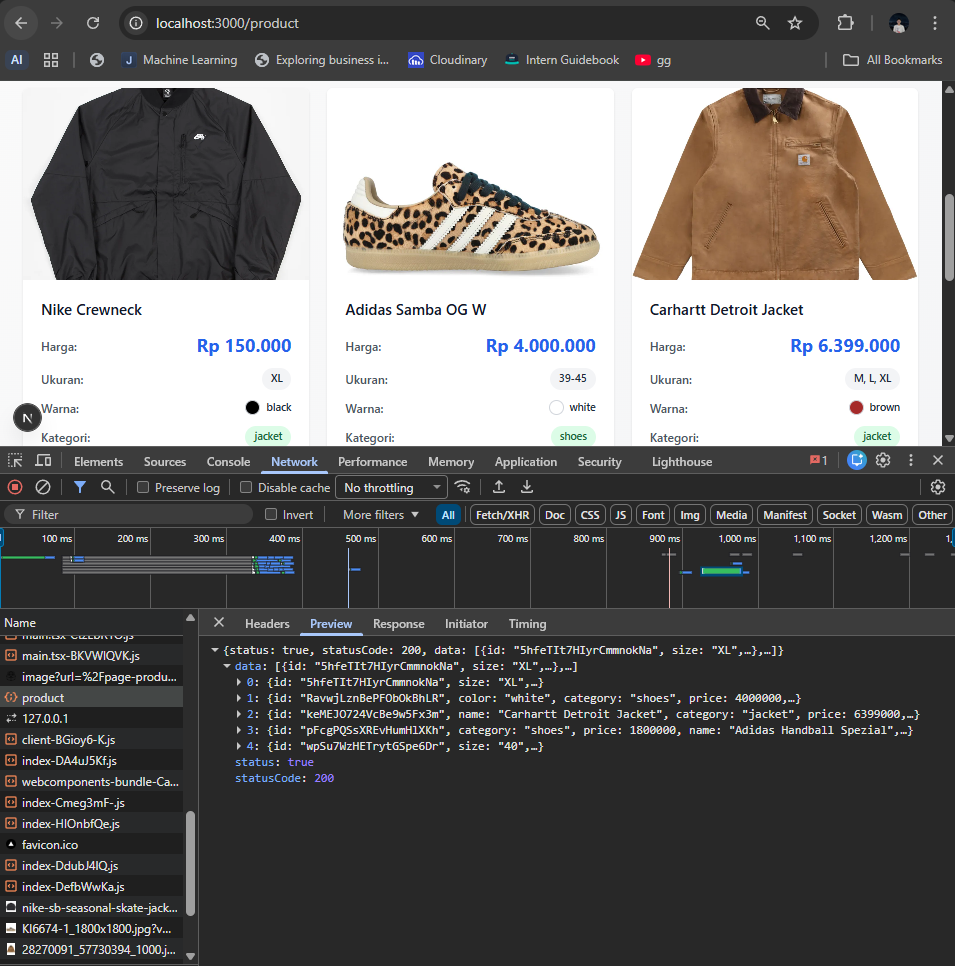 localhost:3000/product
AI
J Machine Learning
Exploring business i...
Cloudinary
Intern Guidebook
gg
All Bookmarks
Nike Crewneck
Harga: Rp 150.000
Ukuran: XL
Warna: black
Kategori: jacket
Adidas Samba OG W
Harga: Rp 4.000.000
Ukuran: 39-45
Warna: white
Kategori: shoes
Carhartt Detroit Jacket
Harga: Rp 6.399.000
Ukuran: M, L, XL
Warna: brown
Kategori: jacket
N
Elements Sources Console Network Performance Memory Application Security Lighthouse 1
Preserve log Disable cache No throttling
Filter Invert More filters All Fetch/XHR Doc CSS JS Font Img Media Manifest Socket Wasm Other
100 ms 200 ms 300 ms 400 ms 500 ms 600 ms 700 ms 800 ms 900 ms 1,000 ms 1,100 ms 1,200 ms 1,
Name
main.tsx-BKVWlQVK.js
image?url=%2Fpage-produ...
product
127.0.0.1
client-BGioy6-K.js
index-DA4uJ5Kf.js
webcomponents-bundle-Ca...
index-Cmeg3mF-.js
index-HIOnbfQe.js
favicon.ico
index-DdubJ4IQ.js
index-DefbWwKa.js
nike-sb-seasonal-skate-jack...
KI6674-1_1800x1800.jpg?v...
28270091_57730394_1000.j...
Headers Preview Response Initiator Timing
{status: true, statusCode: 200, data: [{id: "5hfeTIt7HIyrCmmnokNa", size: "XL",…},…]}
data: [{id: "5hfeTIt7HIyrCmmnokNa", size: "XL",…},…]
0: {id: "5hfeTIt7HIyrCmmnokNa", size: "XL",…}
1: {id: "RavwjLznBePFObOkBhLR", color: "white", category: "shoes", price: 4000000,…}
2: {id: "keMEJO724VcBe9w5Fx3m", name: "Carhartt Detroit Jacket", category: "jacket", price: 6399000,…}
3: {id: "pFcgPQSsXREvHumHlXKh", category: "shoes", price: 1800000, name: "Adidas Handball Spezial",…}
4: {id: "wpSu7WzHETrytGSpe6Dr", size: "40",…}
status: true
statusCode: 200